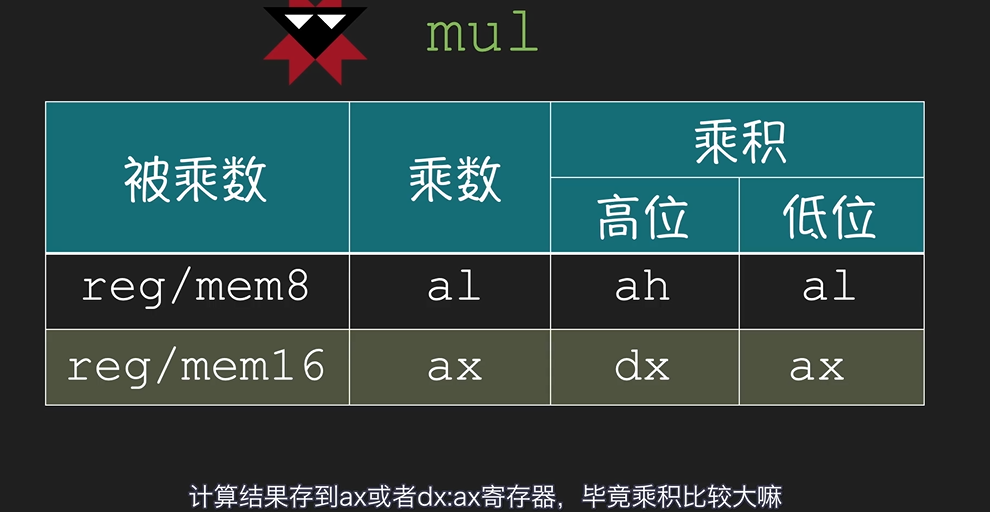 mul
被乘数 乘数 乘积
高位 低位
reg/mem8 al ah al
reg/mem16 ax dx ax
计算结果存到ax或者dx:ax寄存器，毕竟乘积比较大嘛